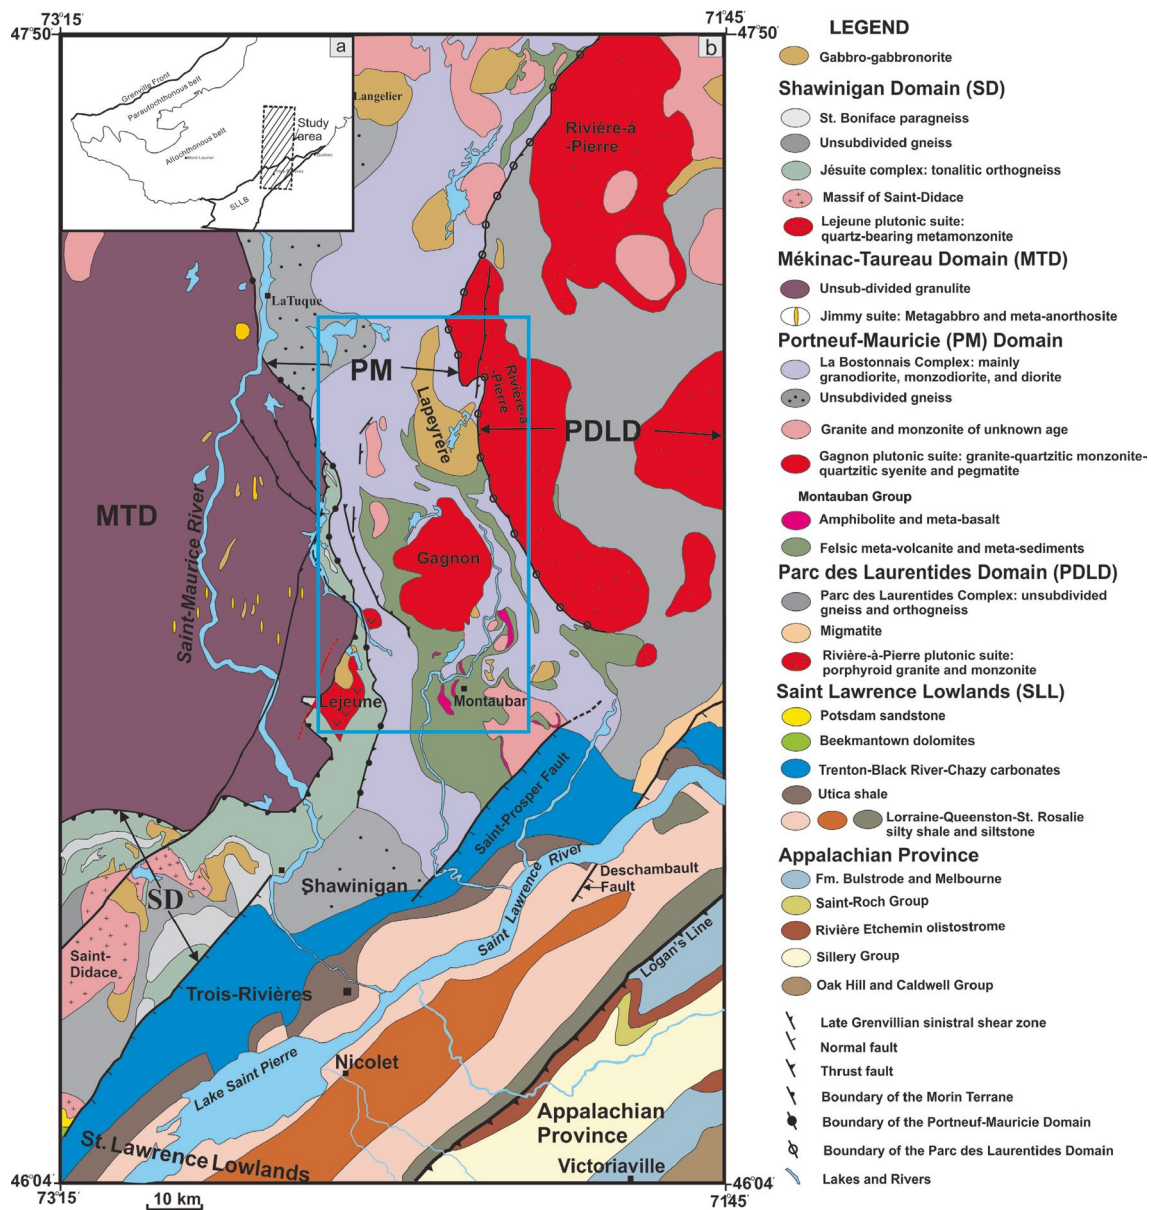 73°15'
71°45'
47°50'
47°50'
a
b
Grenville Front
Parautochthonous belt
Allochthonous belt
Mont-Laurier
Study
area
SLLB
Langelier
Rivière-à
-Pierre
LaTuque
PM
Rivière-à
-Pierre
Lapeyrère
PDLD
MTD
Saint-Maurice River
Gagnon
Lejeune
Montaubar
Saint-Prosper Fault
Shawinigan
SD
Deschambault
Fault
Saint Lawrence River
Saint-
Didace
Trois-Rivières
Logan's Line
Lake Saint Pierre
Nicolet
St. Lawrence Lowlands
Appalachian
Province
Victoriaville
46°04'
46°04'
73°15'
71°45'
10 km
LEGEND
Gabbro-gabbronorite
Shawinigan Domain (SD)
St. Boniface paragneiss
Unsubdivided gneiss
Jésuite complex: tonalitic orthogneiss
Massif of Saint-Didace
Lejeune plutonic suite:
quartz-bearing metamonzonite
Mékinac-Taureau Domain (MTD)
Unsub-divided granulite
Jimmy suite: Metagabbro and meta-anorthosite
Portneuf-Mauricie (PM) Domain
La Bostonnais Complex: mainly
granodiorite, monzodiorite, and diorite
Unsubdivided gneiss
Granite and monzonite of unknown age
Gagnon plutonic suite: granite-quartzitic monzonite-
quartzitic syenite and pegmatite
Montauban Group
Amphibolite and meta-basalt
Felsic meta-volcanite and meta-sediments
Parc des Laurentides Domain (PDLD)
Parc des Laurentides Complex: unsubdivided
gneiss and orthogneiss
Migmatite
Rivière-à-Pierre plutonic suite:
porphyroid granite and monzonite
Saint Lawrence Lowlands (SLL)
Potsdam sandstone
Beekmantown dolomites
Trenton-Black River-Chazy carbonates
Utica shale
Lorraine-Queenston-St. Rosalie
silty shale and siltstone
Appalachian Province
Fm. Bulstrode and Melbourne
Saint-Roch Group
Rivière Etchemin olistostrome
Sillery Group
Oak Hill and Caldwell Group
Late Grenvillian sinistral shear zone
Normal fault
Thrust fault
Boundary of the Morin Terrane
Boundary of the Portneuf-Mauricie Domain
Boundary of the Parc des Laurentides Domain
Lakes and Rivers